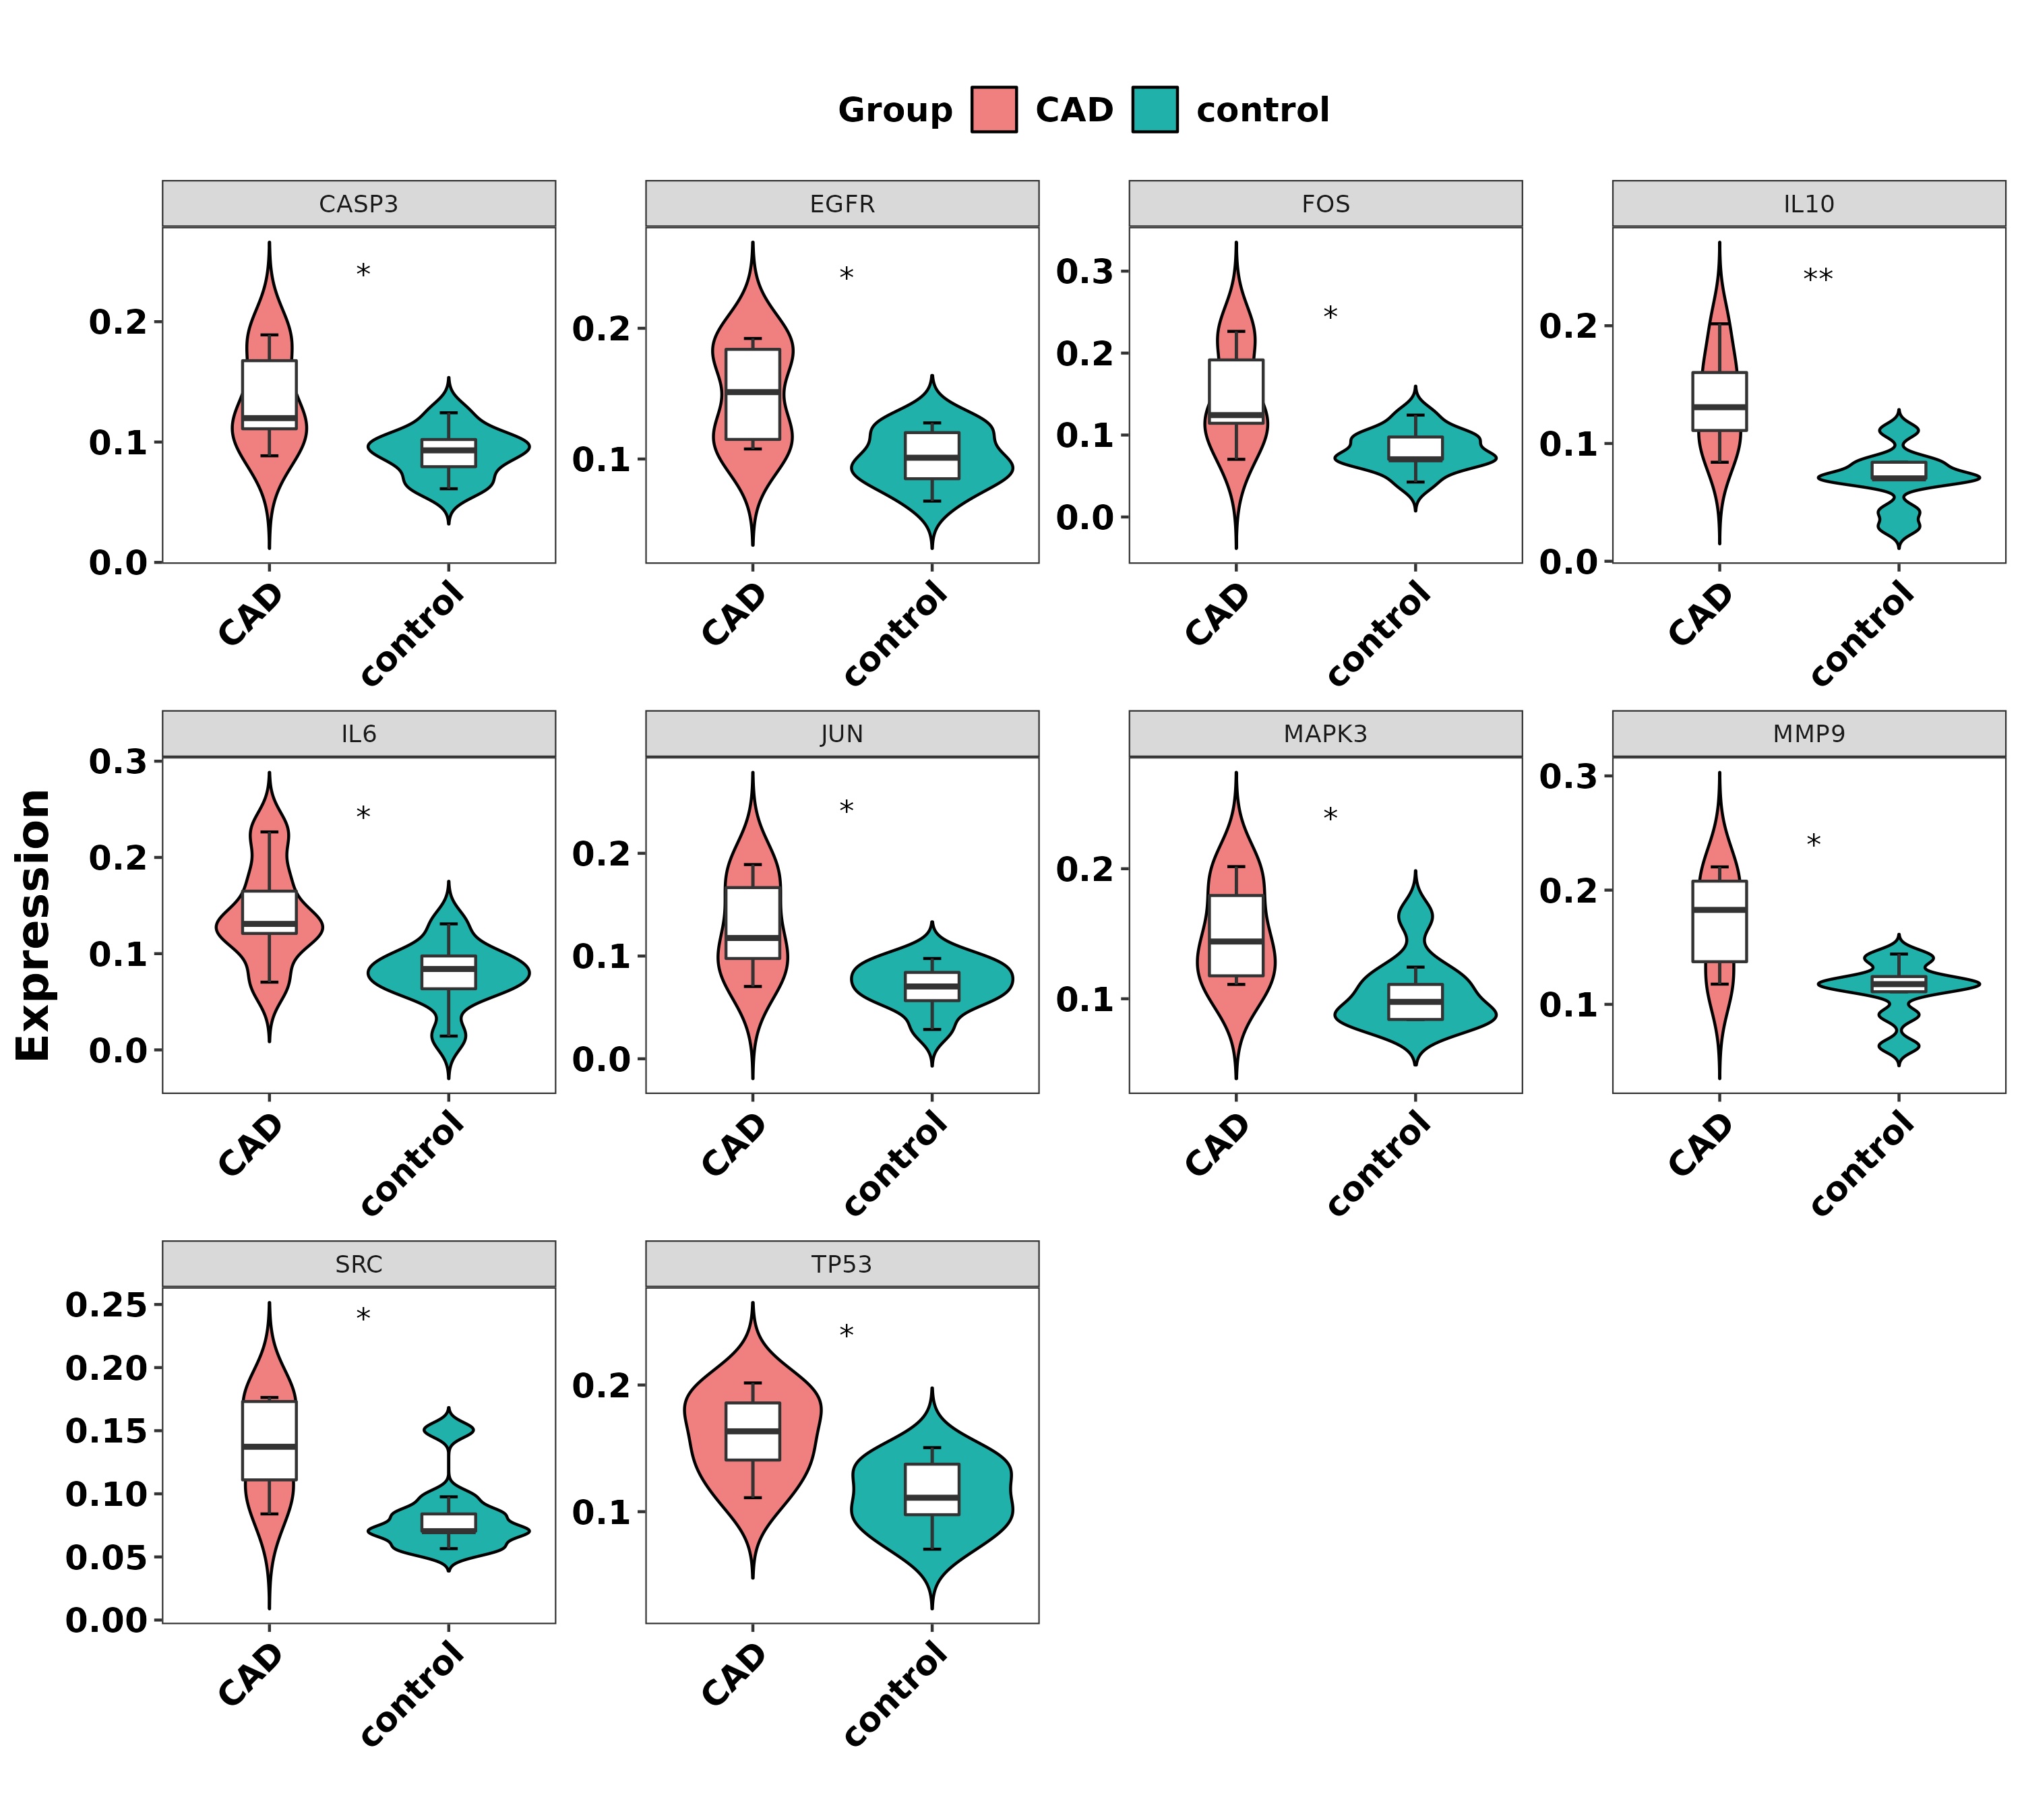 Group CAD control
CASP3
*
0.2
0.1
0.0
CAD
control
EGFR
*
0.2
0.1
CAD
control
FOS
*
0.3
0.2
0.1
0.0
CAD
control
IL10
**
0.2
0.1
0.0
CAD
control
Expression
IL6
*
0.3
0.2
0.1
0.0
CAD
control
JUN
*
0.2
0.1
0.0
CAD
control
MAPK3
*
0.2
0.1
CAD
control
MMP9
*
0.3
0.2
0.1
CAD
control
SRC
*
0.25
0.20
0.15
0.10
0.05
0.00
CAD
control
TP53
*
0.2
0.1
CAD
control